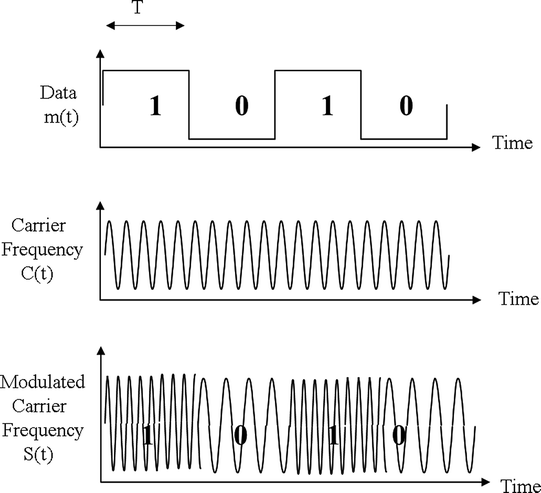 T
Data
m(t)
1 0 1 0
Time
Carrier
Frequency
C(t)
Time
Modulated
Carrier
Frequency
S(t)
1 0 1 0
Time